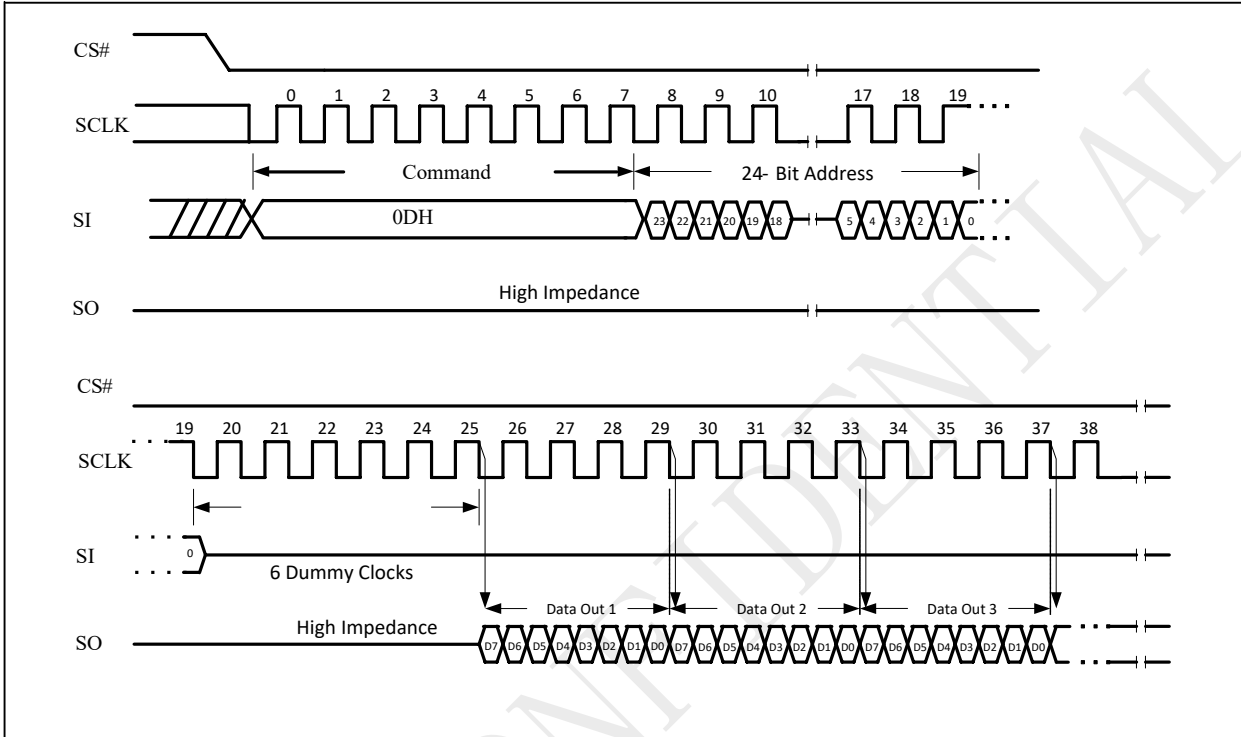 CS#
0 1 2 3 4 5 6 7 8 9 10 17 18 19
SCLK
Command 24- Bit Address
SI 0DH 23 22 21 20 19 18 5 4 3 2 1 0
High Impedance
SO
CS#
19 20 21 22 23 24 25 26 27 28 29 30 31 32 33 34 35 36 37 38
SCLK
SI 0
6 Dummy Clocks
Data Out 1 Data Out 2 Data Out 3
High Impedance
SO D7 D6 D5 D4 D3 D2 D1 D0 D7 D6 D5 D4 D3 D2 D1 D0 D7 D6 D5 D4 D3 D2 D1 D0
NFIDENTIAL